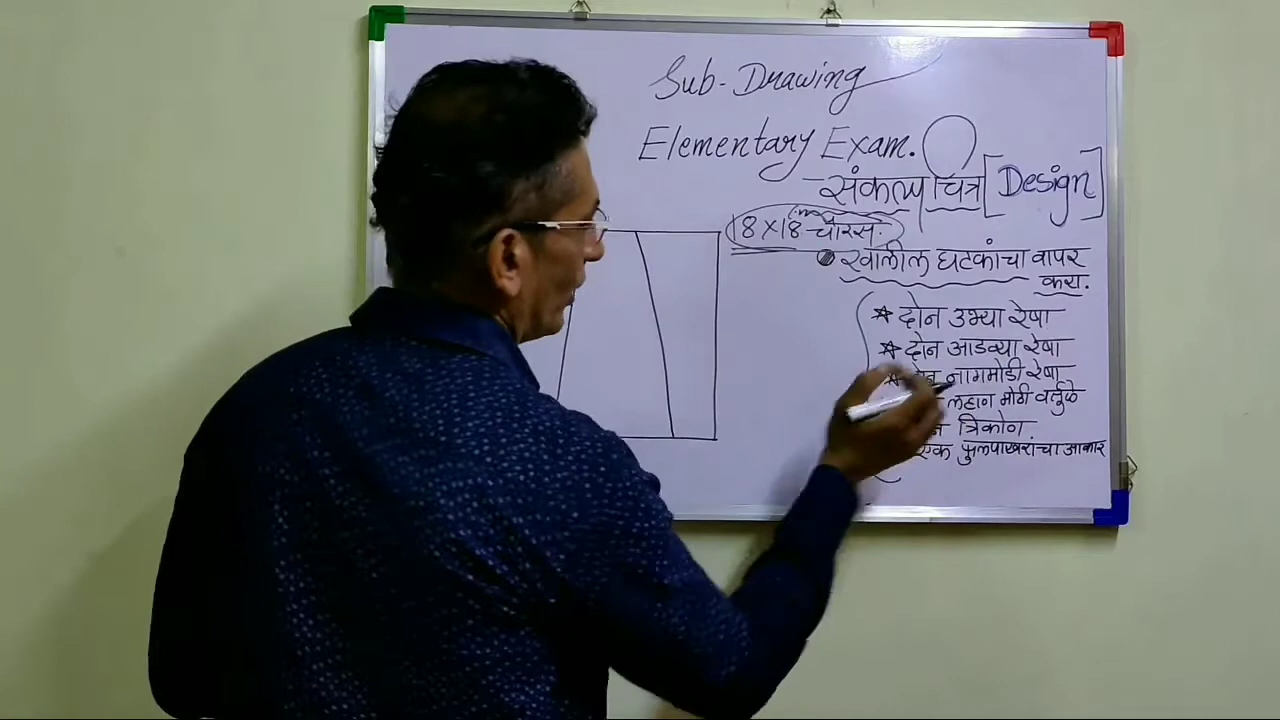 Sub-Drawing
Elementary Exam.
संकल्प चित्र [Design]
18 X 18 चौरस.
खालील घटकांचा वापर
करा.
दोन उभ्या रेषा
दोन आडव्या रेषा
नागमोडी रेषा
लहान मोठी वर्तुळे
त्रिकोण
एक फुलपाखरांचा आकार